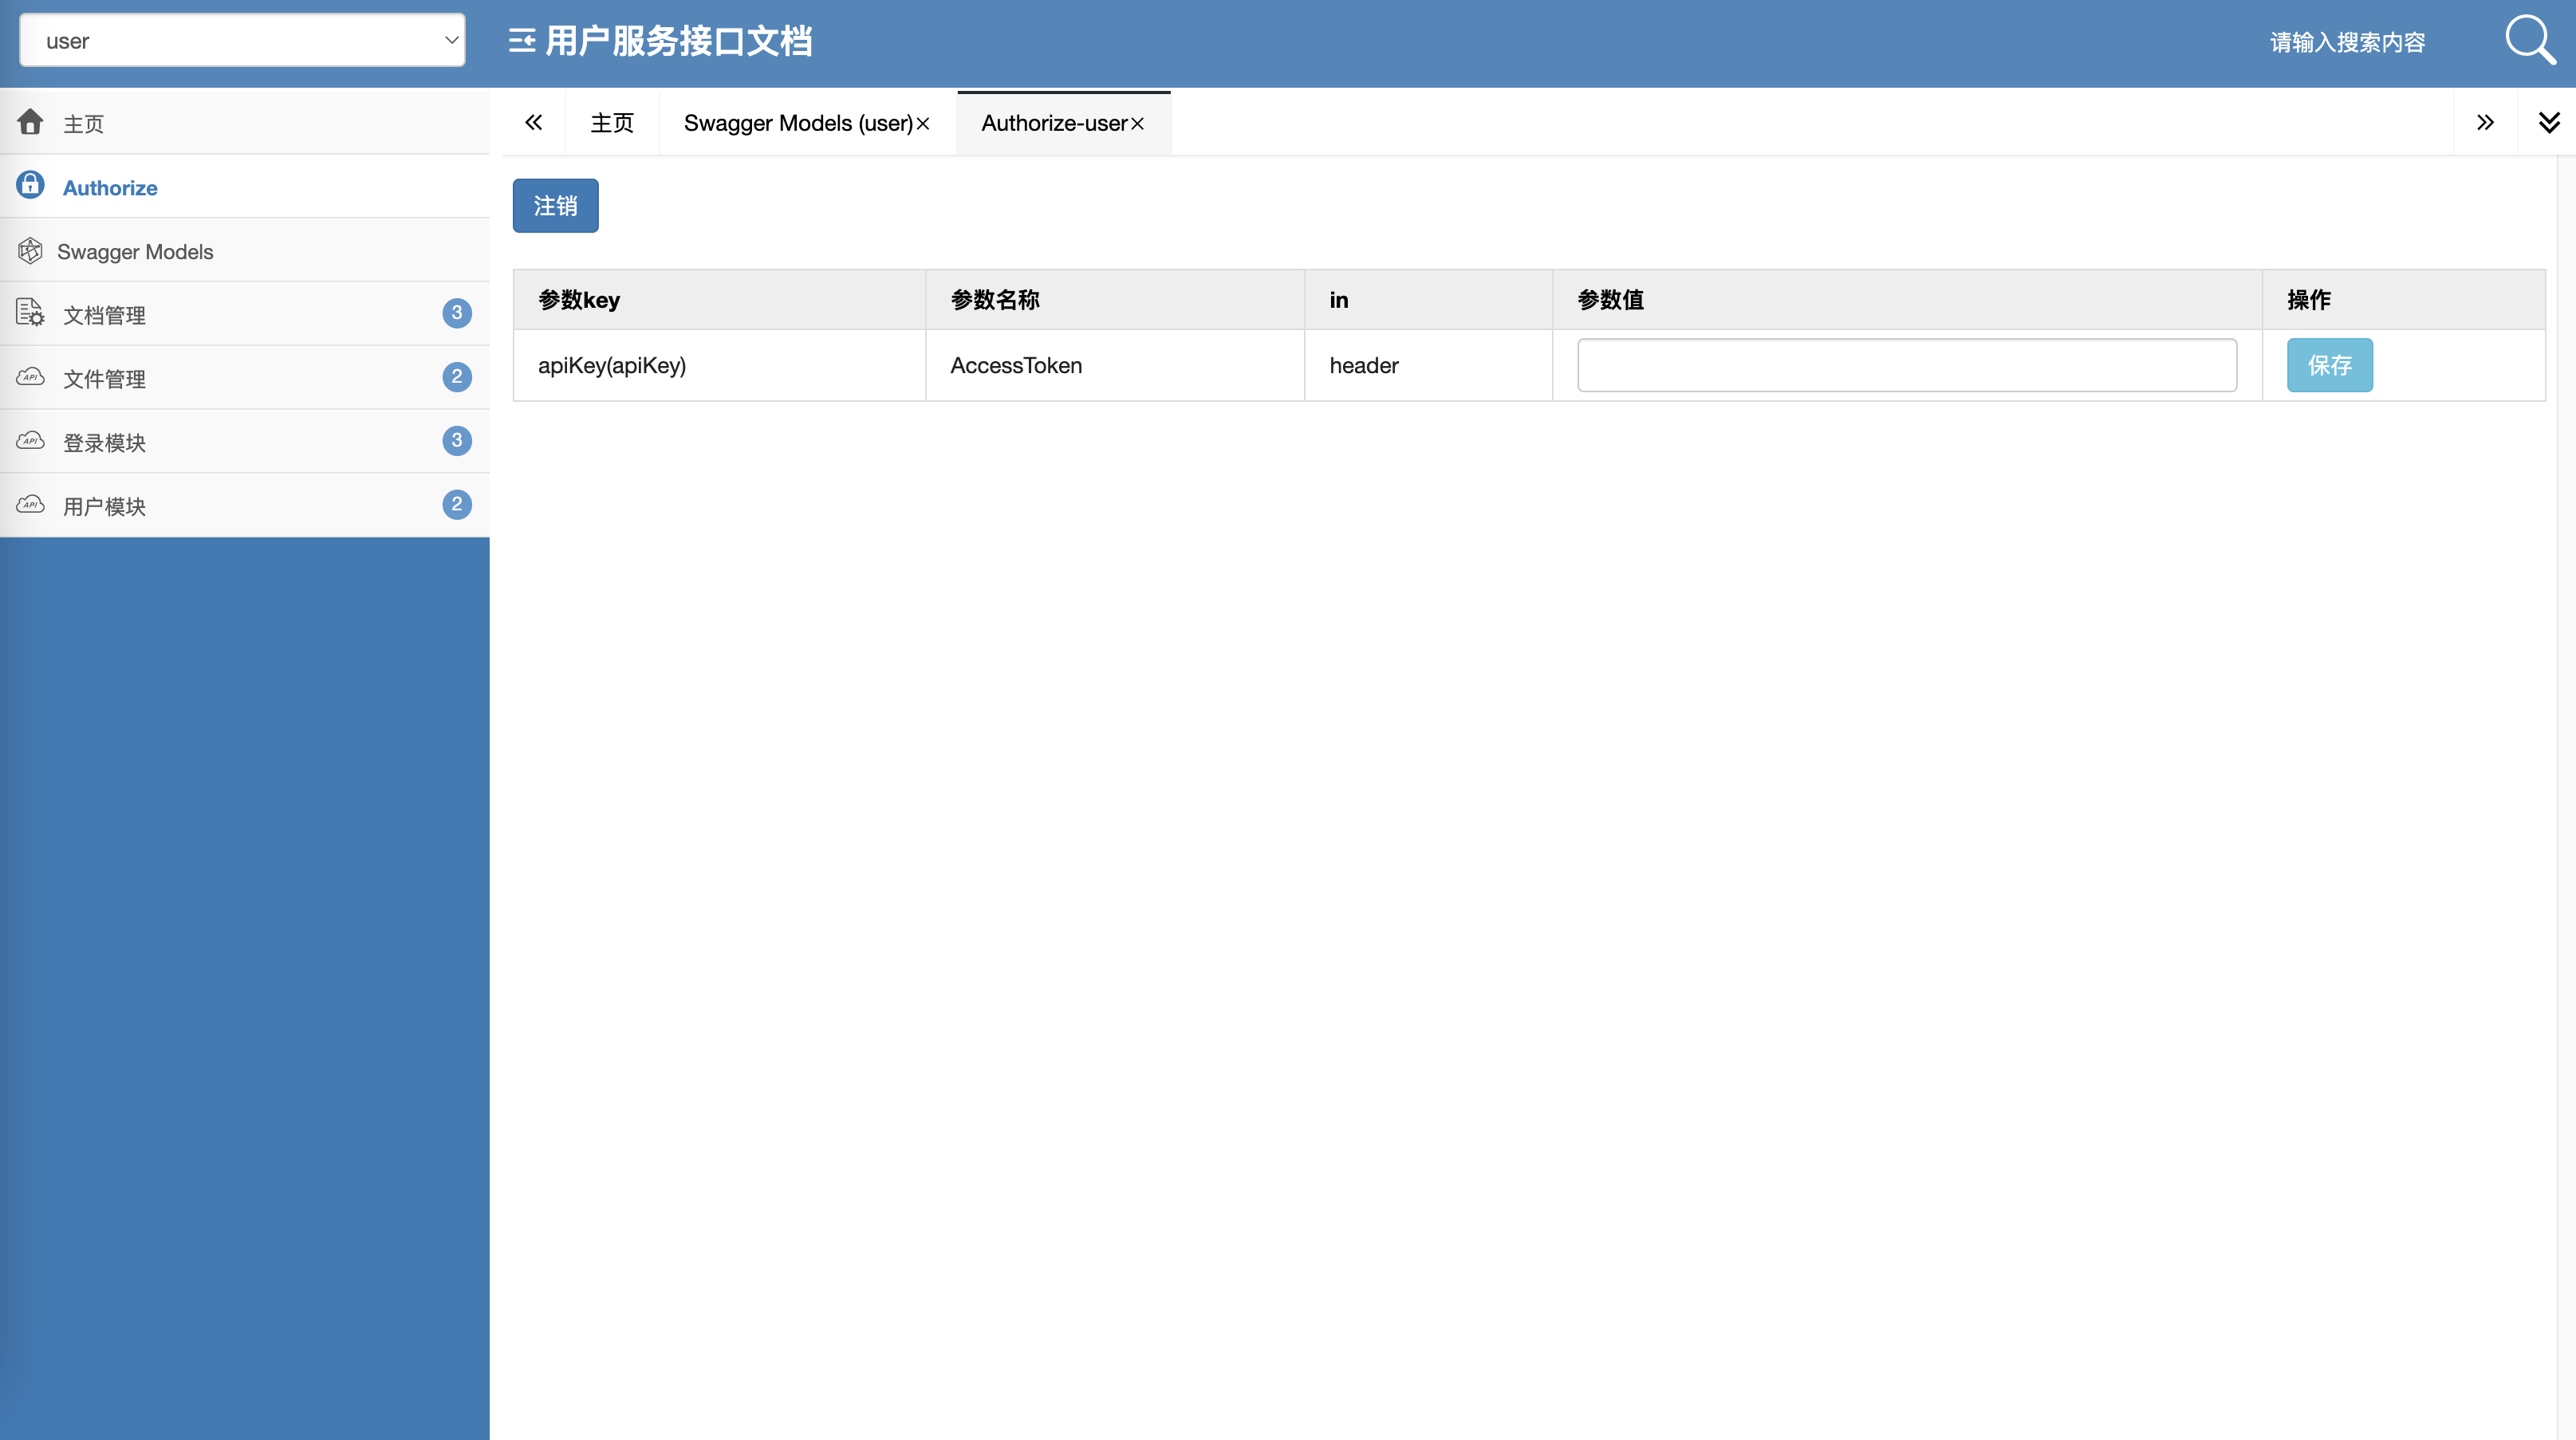 user
用户服务接口文档
请输入搜索内容
主页
Authorize
Swagger Models
文档管理 3
API 文件管理 2
API 登录模块 3
API 用户模块 2
主页 Swagger Models (user)× Authorize-user×
注销
参数key 参数名称 in 参数值 操作
apiKey(apiKey) AccessToken header 保存